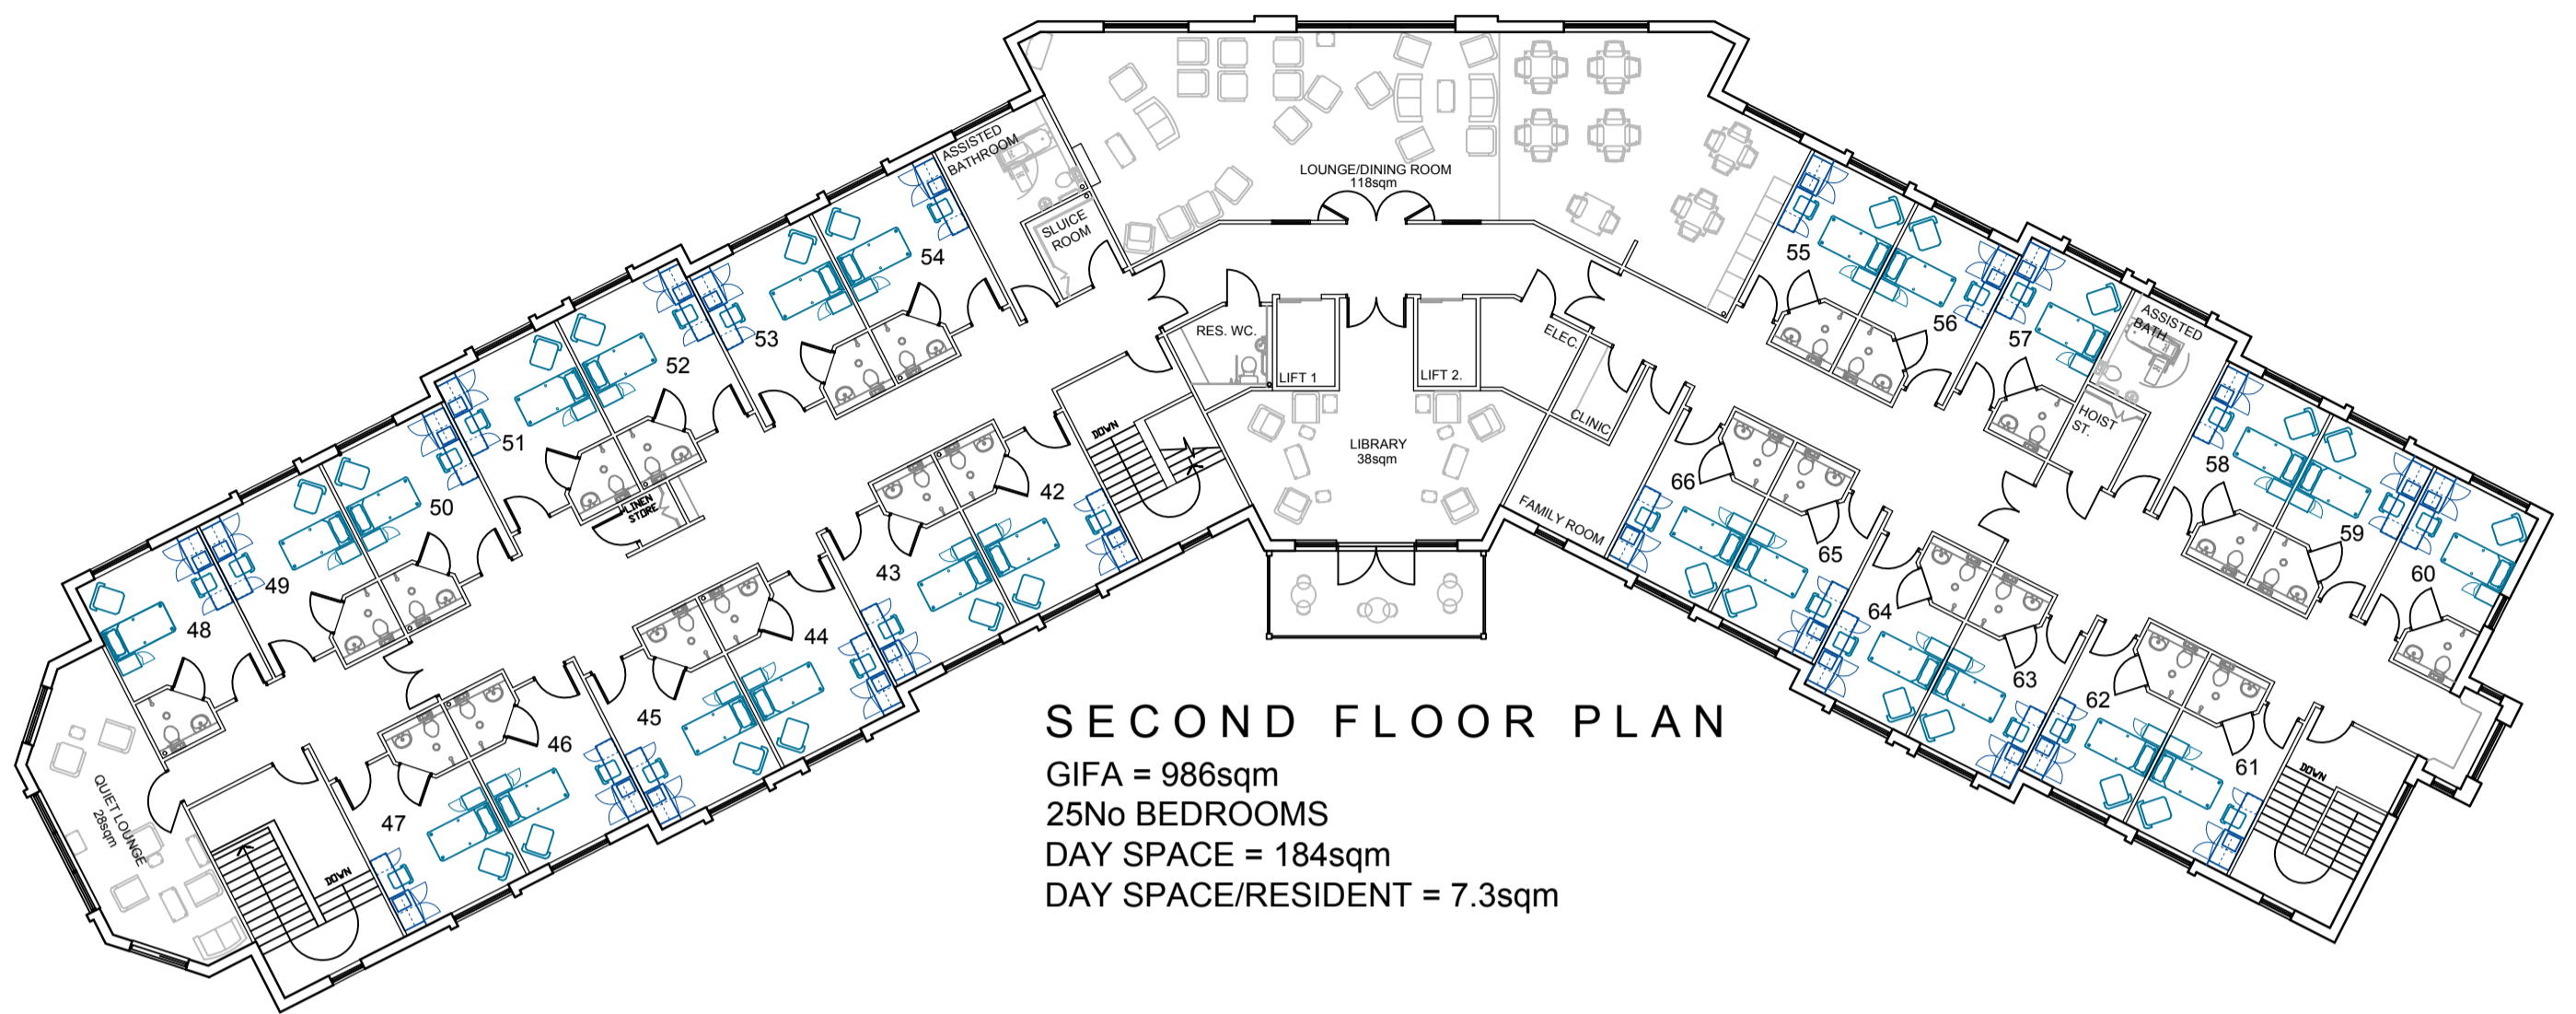 ASSISTED
BATHROOM
SLUICE
ROOM
LOUNGE/DINING ROOM
118sqm
54
53
52
51
50
49
48
LINEN
STORE
RES. WC.
LIFT 1
LIFT 2.
ELEC.
CLINIC
LIBRARY
38sqm
FAMILY ROOM
55
56
57
ASSISTED
BATH
HOIST
ST.
58
59
60
42
DOWN
43
44
45
46
47
QUIET LOUNGE
28sqm
DOWN
66
65
64
63
62
61
DOWN
SECOND FLOOR PLAN
GIFA = 986sqm
25No BEDROOMS
DAY SPACE = 184sqm
DAY SPACE/RESIDENT = 7.3sqm